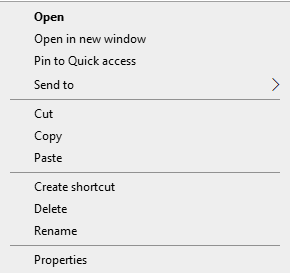 Open
Open in new window
Pin to Quick access
Send to
Cut
Copy
Paste
Create shortcut
Delete
Rename
Properties